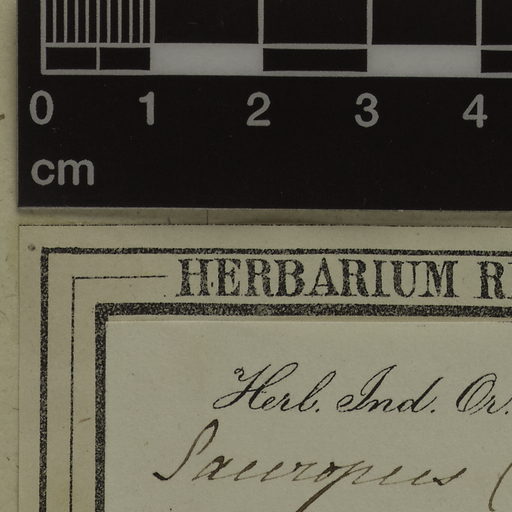 0 1 2 3 4
cm
HERBARIUM R
Herb. Ind. Or.
Sauropus (